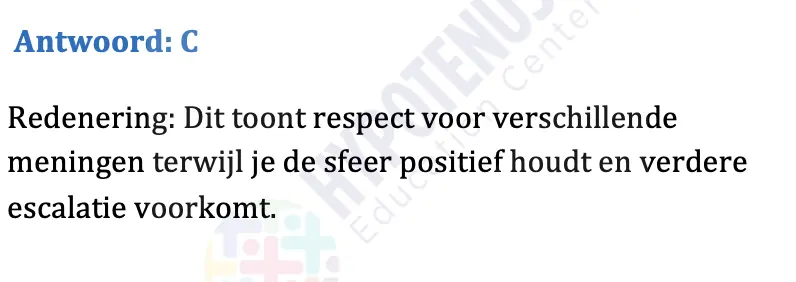 Antwoord: C
Redenering: Dit toont respect voor verschillende
meningen terwijl je de sfeer positief houdt en verdere
escalatie voorkomt.
HYPOTENUS
Education Center